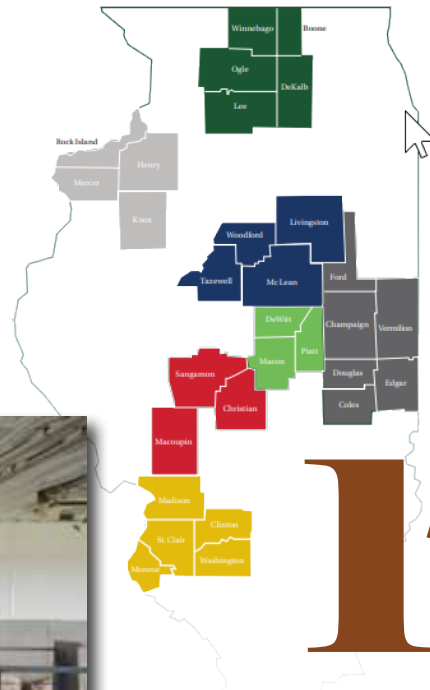 Winnebago
Boone
Ogle
DeKalb
Lee
Rock Island
Henry
Mercer
Knox
Livingston
Woodford
Tazewell
McLean
Ford
DeWitt
Champaign
Vermilion
Macon
Piatt
Sangamon
Douglas
Edgar
Christian
Coles
Macoupin
Madison
Clinton
St. Clair
Washington
Monroe